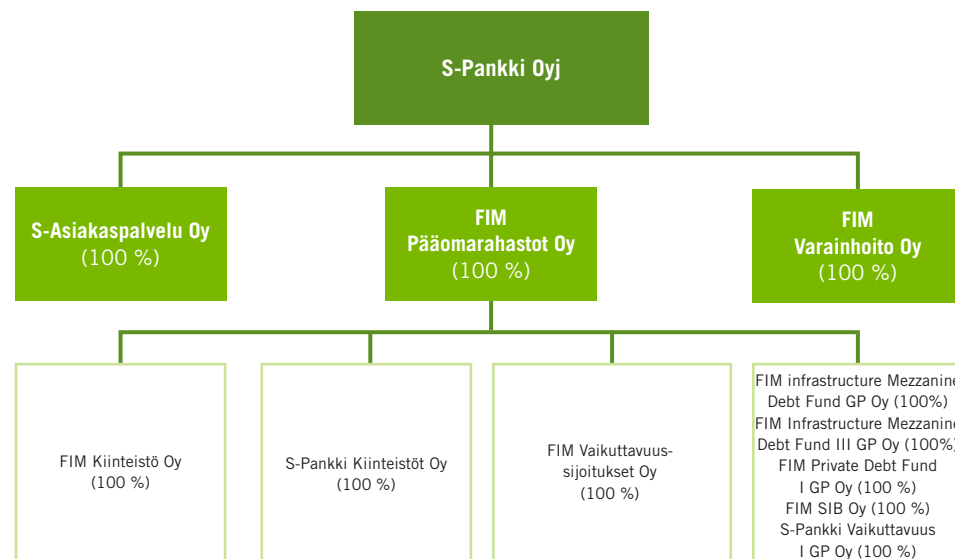 S-Pankki Oyj
S-Asiakaspalvelu Oy
(100 %)
FIM
Pääomarahastot Oy
(100 %)
FIM
Varainhoito Oy
(100 %)
FIM Kiinteistö Oy
(100 %)
S-Pankki Kiinteistöt Oy
(100 %)
FIM Vaikuttavuus-
sijoitukset Oy
(100 %)
FIM infrastructure Mezzanine
Debt Fund GP Oy (100%)
FIM Infrastructure Mezzanine
Debt Fund III GP Oy (100%)
FIM Private Debt Fund
I GP Oy (100 %)
FIM SIB Oy (100 %)
S-Pankki Vaikuttavuus
I GP Oy (100 %)